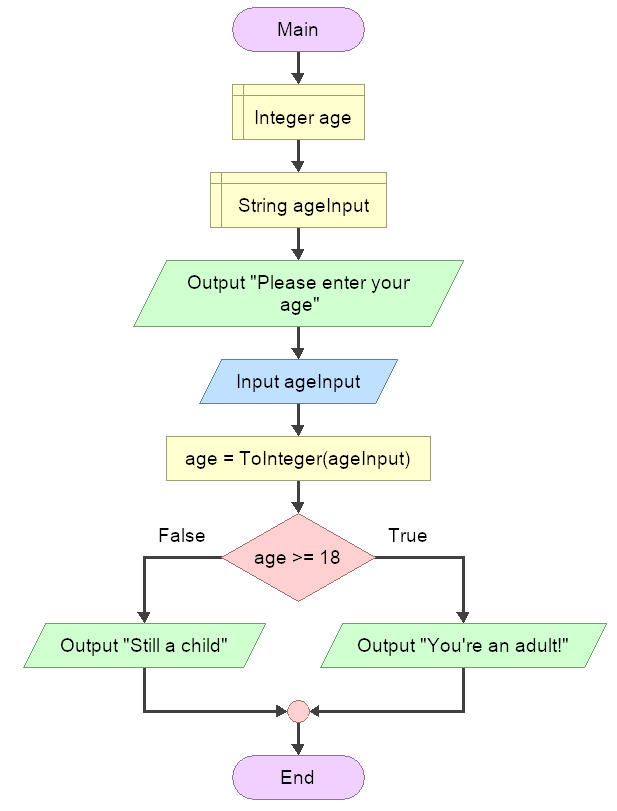 Main
Integer age
String ageInput
Output "Please enter your
age"
Input ageInput
age = ToInteger(ageInput)
False
True
age >= 18
Output "Still a child"
Output "You're an adult!"
End